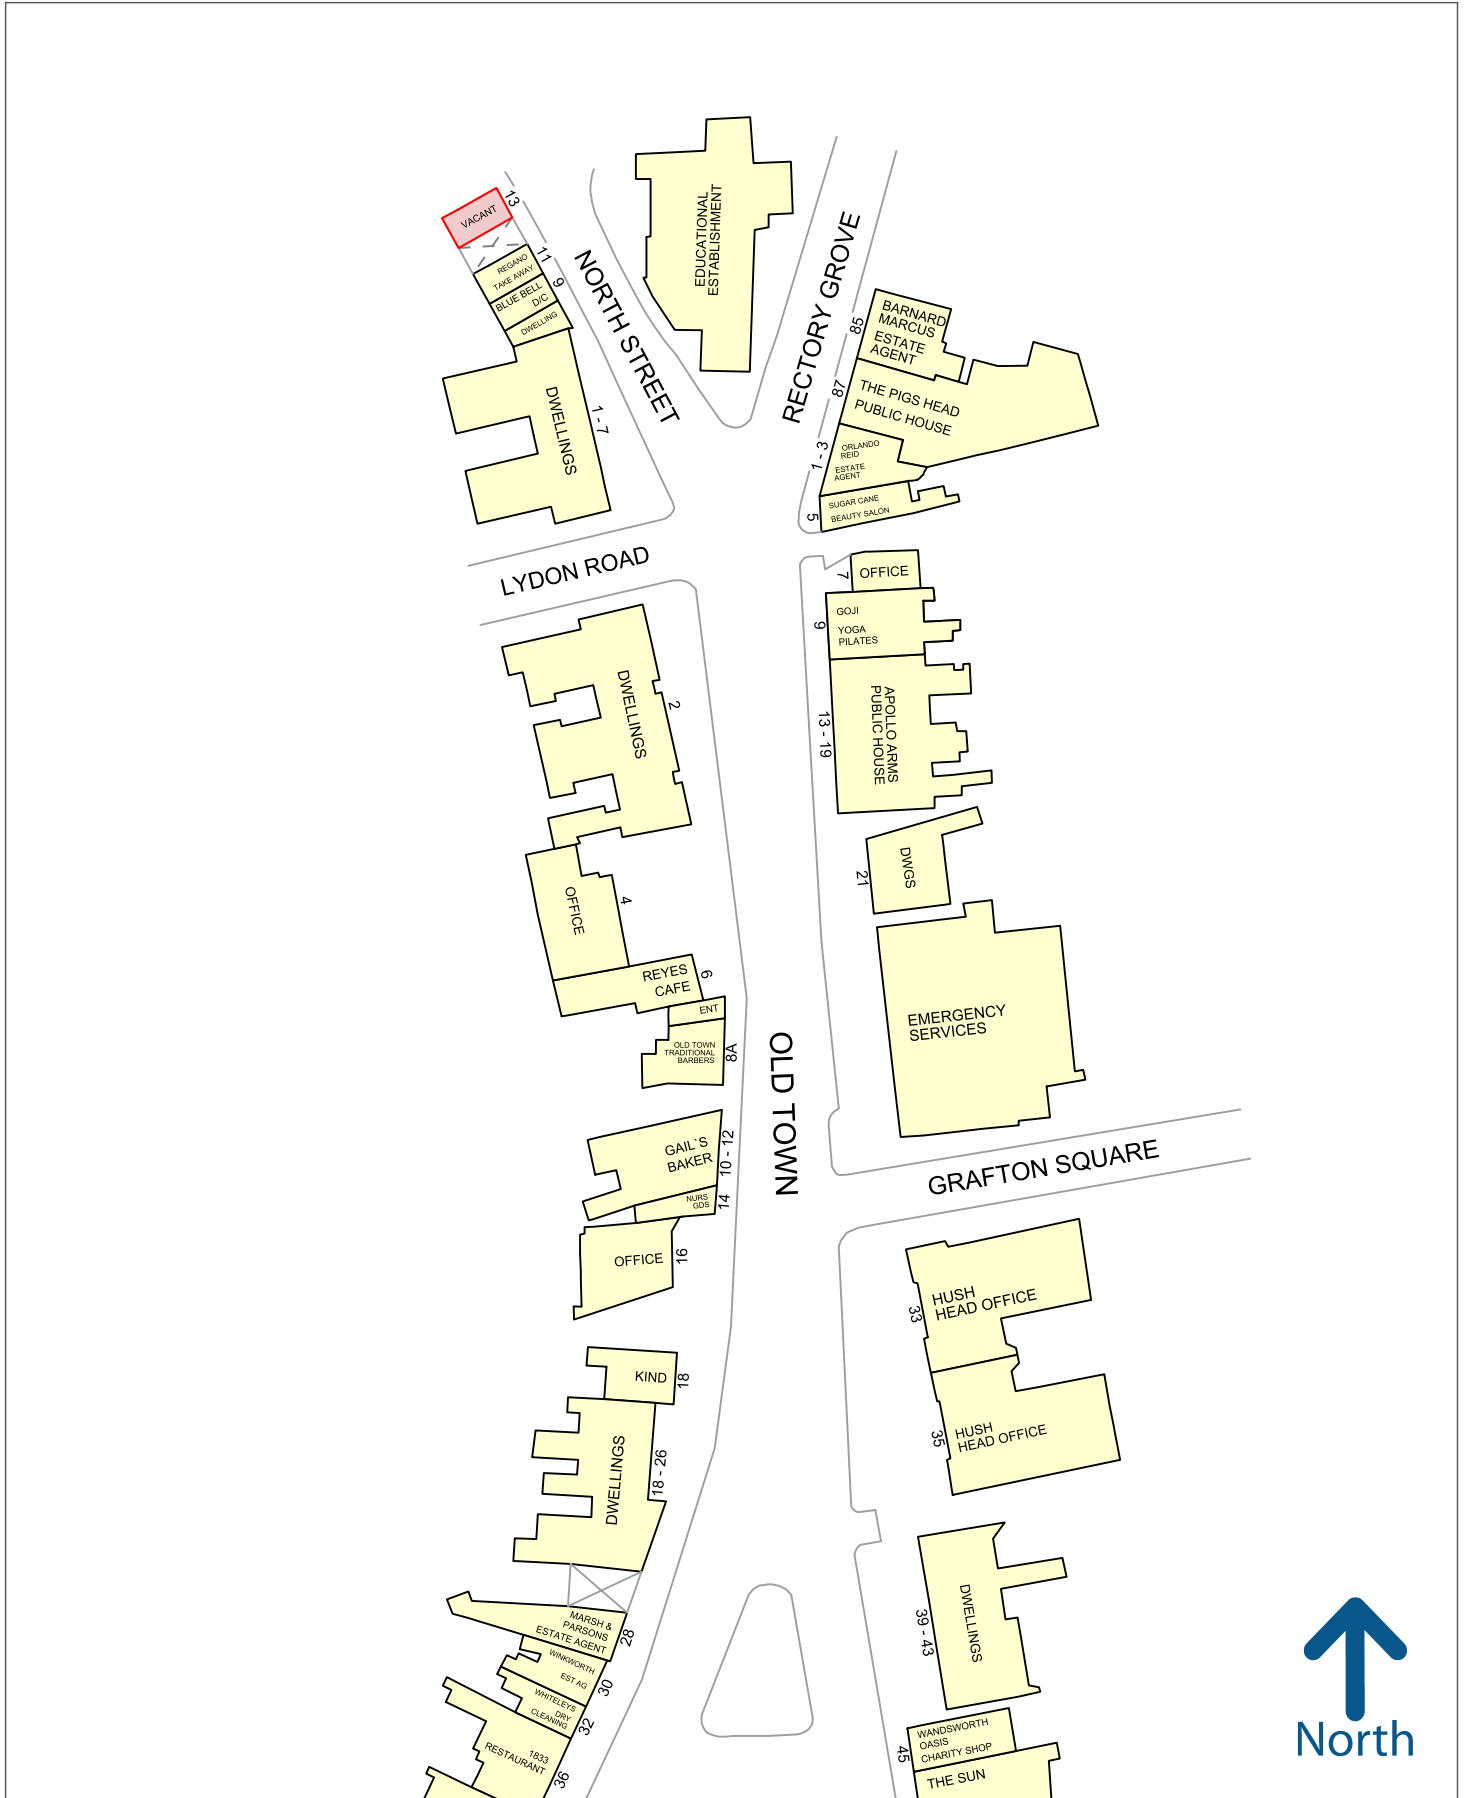 VACANT
13
REGANO
TAKE AWAY
11
BLUE BELL
D/C
9
DWELLING
DWELLINGS
1 - 7
NORTH STREET
EDUCATIONAL
ESTABLISHMENT
RECTORY GROVE
85
BARNARD
MARCUS
ESTATE
AGENT
87
THE PIGS HEAD
PUBLIC HOUSE
1 - 3
ORLANDO
REID
ESTATE
AGENT
5
SUGAR CANE
BEAUTY SALON
LYDON ROAD
7
OFFICE
9
GOJI
YOGA
PILATES
DWELLINGS
2
13 - 19
APOLLO ARMS
PUBLIC HOUSE
21
DWGS
OFFICE
4
REYES
CAFE
6
ENT
OLD TOWN
TRADITIONAL
BARBERS
8A
EMERGENCY
SERVICES
OLD TOWN
GAIL`S
BAKER
10 - 12
NURS
GDS
14
OFFICE
16
GRAFTON SQUARE
33
HUSH
HEAD OFFICE
KIND
18
35
HUSH
HEAD OFFICE
DWELLINGS
18 - 26
MARSH &
PARSONS
ESTATE AGENT
28
WINKWORTH
EST AG
30
WHITELEYS
DRY
CLEANING
32
1833
RESTAURANT
36
39 - 43
DWELLINGS
45
WANDSWORTH
OASIS
CHARITY SHOP
THE SUN
North